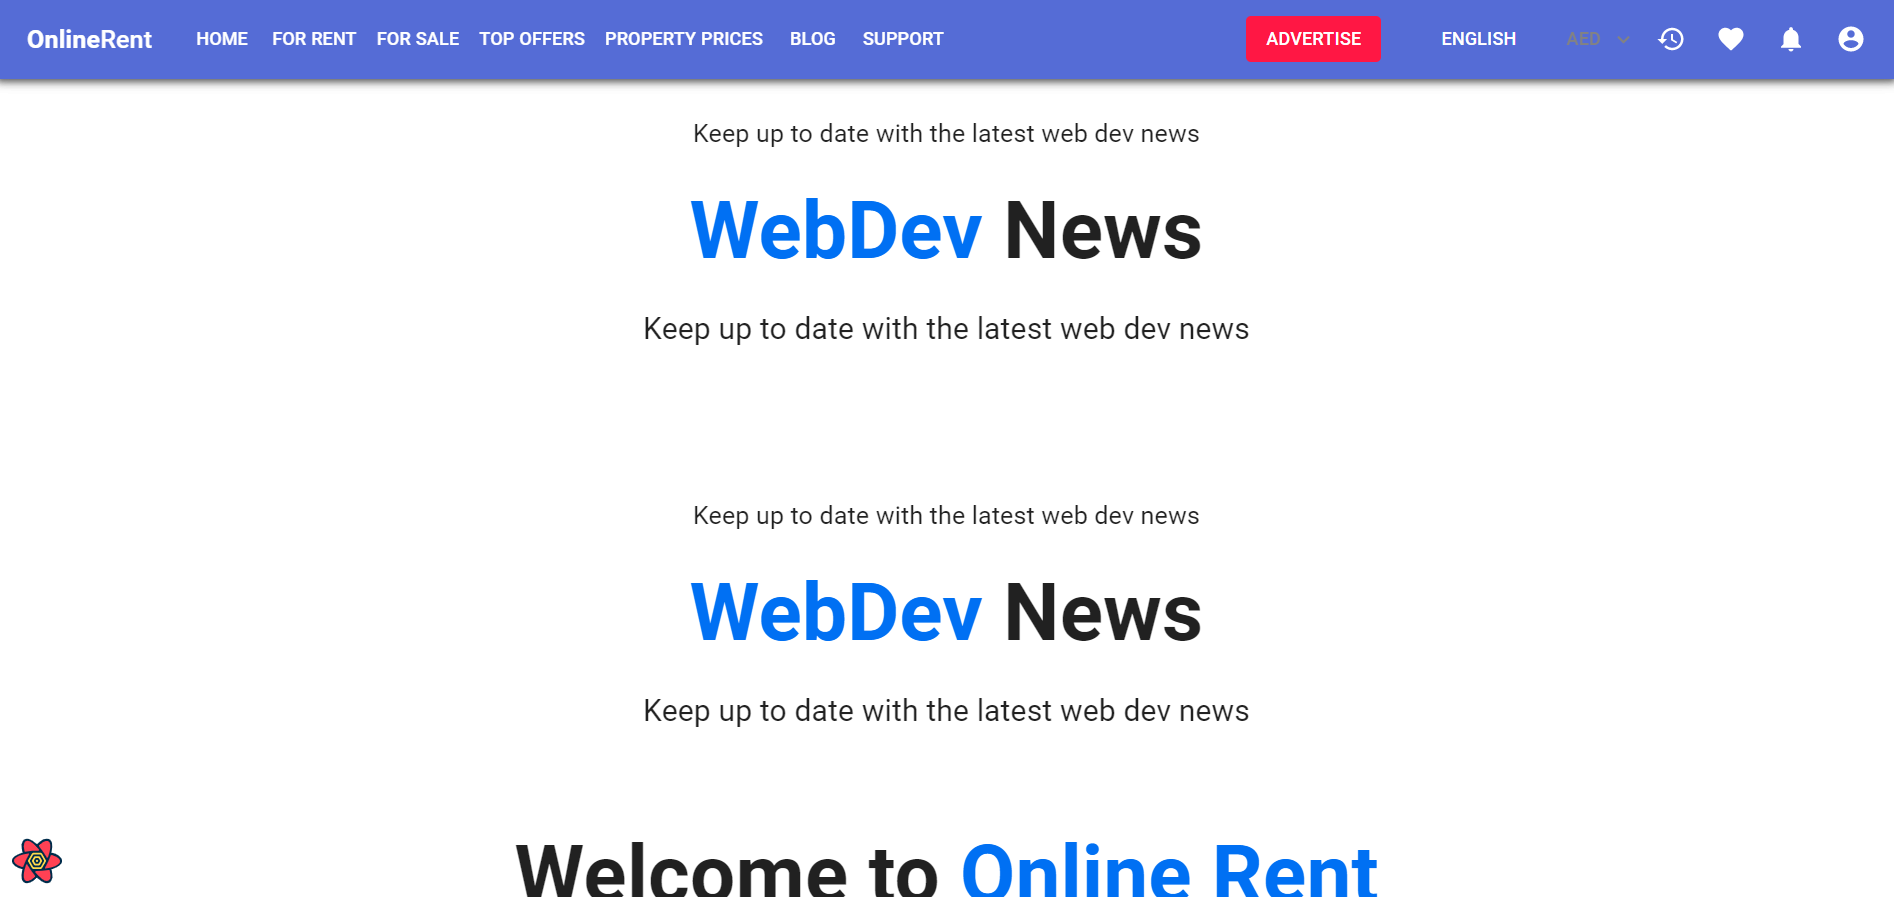 OnlineRent HOME FOR RENT FOR SALE TOP OFFERS PROPERTY PRICES BLOG SUPPORT ADVERTISE ENGLISH AED
Keep up to date with the latest web dev news
WebDev News
Keep up to date with the latest web dev news
Keep up to date with the latest web dev news
WebDev News
Keep up to date with the latest web dev news
Welcome to Online Rent